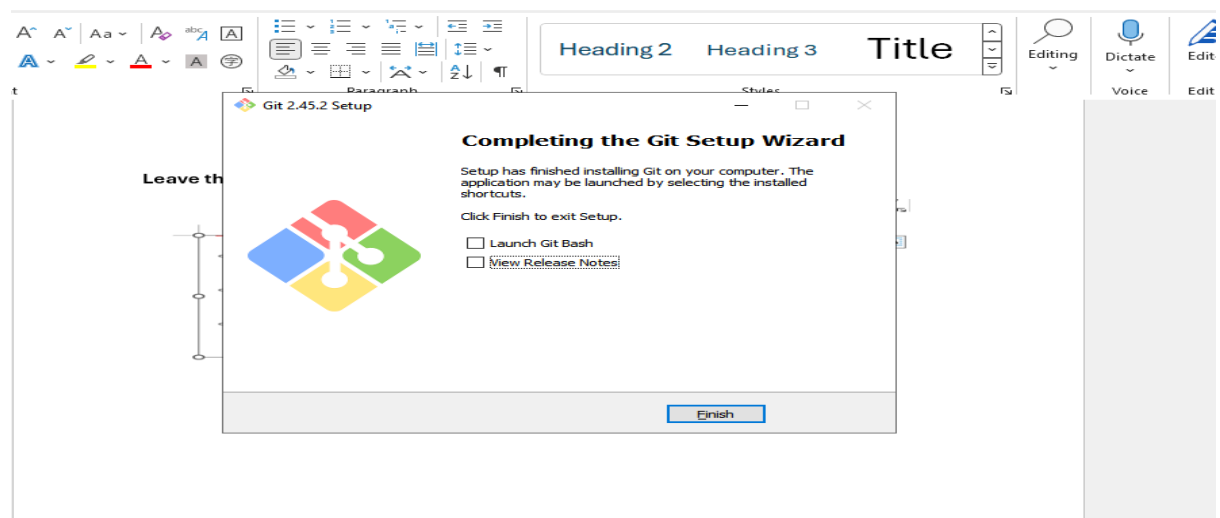 Aa
abc
A
Heading 2 Heading 3 Title
Editing
Dictate
Paragraph
Styles
Voice
Git 2.45.2 Setup
Completing the Git Setup Wizard
Leave th
Setup has finished installing Git on your computer. The
application may be launched by selecting the installed
shortcuts.
Click Finish to exit Setup.
Launch Git Bash
View Release Notes
Finish